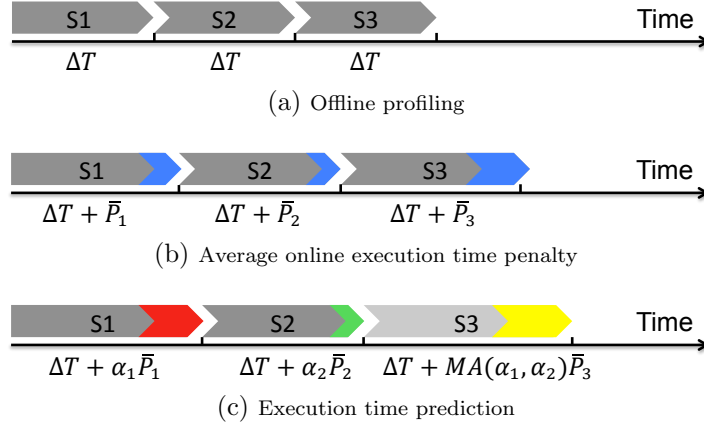 S1 S2 S3 Time
ΔT ΔT ΔT
(a) Offline profiling
S1 S2 S3 Time
ΔT + P̅₁ ΔT + P̅₂ ΔT + P̅₃
(b) Average online execution time penalty
S1 S2 S3 Time
ΔT + α₁P̅₁ ΔT + α₂P̅₂ ΔT + MA(α₁, α₂)P̅₃
(c) Execution time prediction